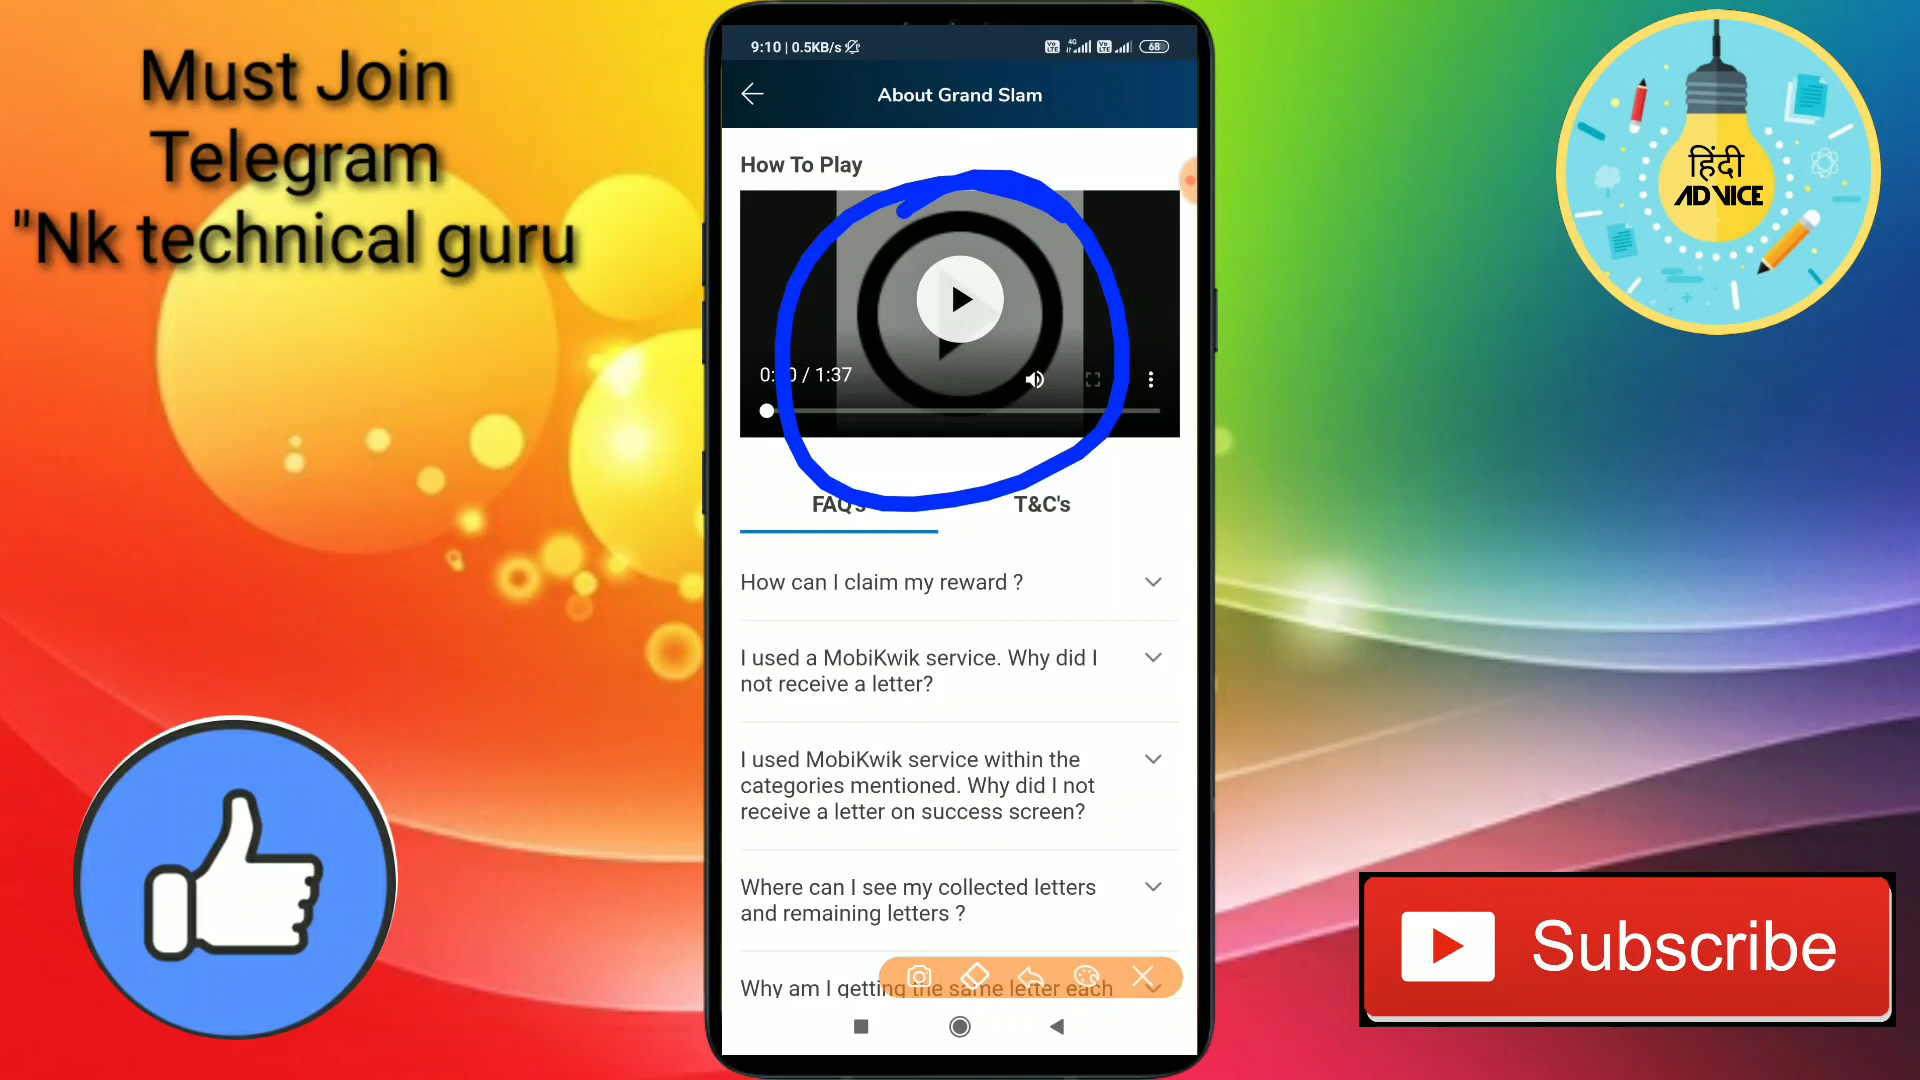 Must Join
Telegram
"Nk technical guru
9:10 | 0.5KB/s
4G
68
About Grand Slam
How To Play
/ 1:37
FAQ's
T&C's
How can I claim my reward ?
I used a MobiKwik service. Why did I
not receive a letter?
I used MobiKwik service within the
categories mentioned. Why did I not
receive a letter on success screen?
Where can I see my collected letters
and remaining letters ?
Why am I getting the same letter each
हिंदी
ADVICE
Subscribe